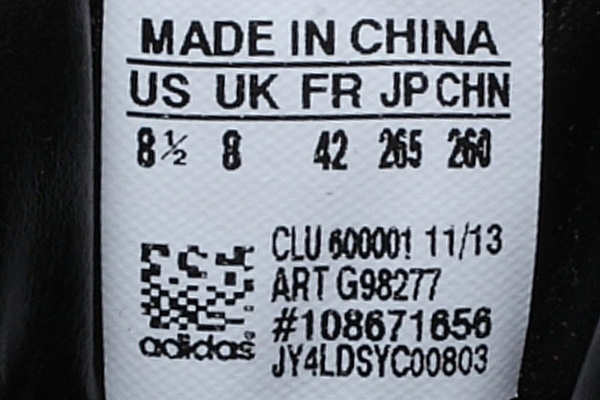 MADE IN CHINA
US UK FR JP CHN
8½ 8 42 265 260
CLU 600001 11/13
ART G98277
#108671656
adidas JY4LDSYC00803